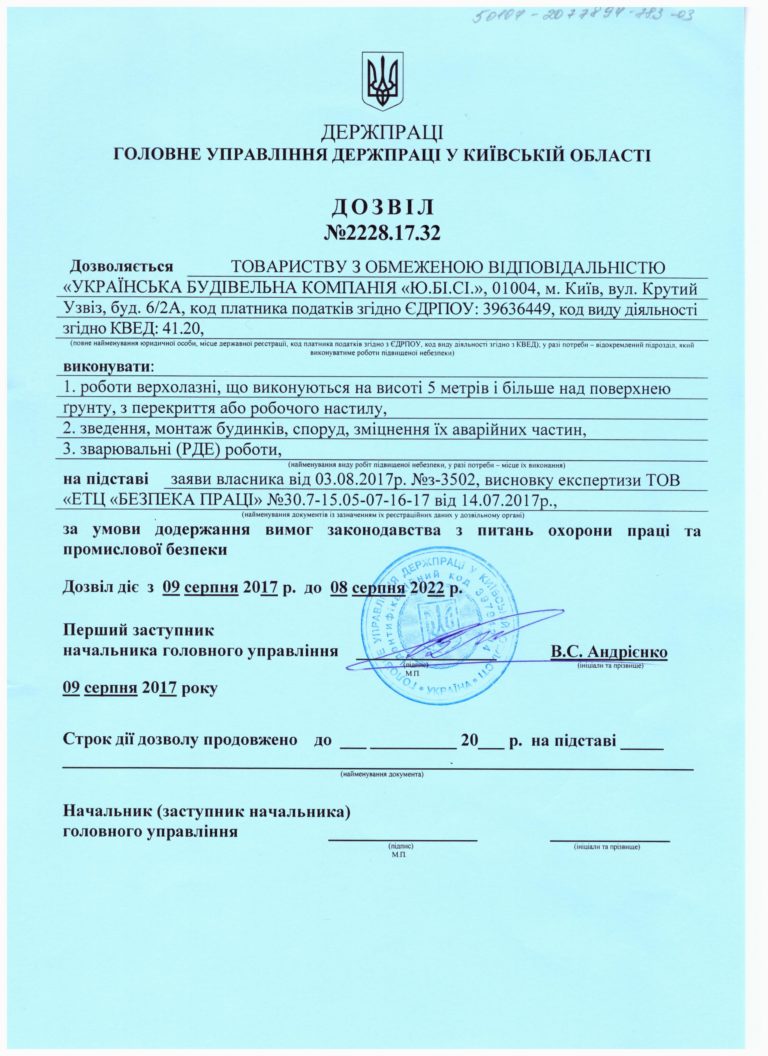 50101 - 2077894 - 783 - 03
ДЕРЖПРАЦІ
ГОЛОВНЕ УПРАВЛІННЯ ДЕРЖПРАЦІ У КИЇВСЬКІЙ ОБЛАСТІ
ДОЗВІЛ
№2228.17.32
Дозволяється ТОВАРИСТВУ З ОБМЕЖЕНОЮ ВІДПОВІДАЛЬНІСТЮ
«УКРАЇНСЬКА БУДІВЕЛЬНА КОМПАНІЯ «Ю.БІ.СІ.», 01004, м. Київ, вул. Крутий
Узвіз, буд. 6/2А, код платника податків згідно ЄДРПОУ: 39636449, код виду діяльності
згідно КВЕД: 41.20,
(повне найменування юридичної особи, місце державної реєстрації, код платника податків згідно з ЄДРПОУ, код виду діяльності згідно з КВЕД), у разі потреби – відокремлений підрозділ, який
виконуватиме роботи підвищеної небезпеки)
виконувати:
1. роботи верхолазні, що виконуються на висоті 5 метрів і більше над поверхнею
ґрунту, з перекриття або робочого настилу,
2. зведення, монтаж будинків, споруд, зміцнення їх аварійних частин,
3. зварювальні (РДЕ) роботи,
(найменування виду робіт підвищеної небезпеки, у разі потреби – місце їх виконання)
на підставі заяви власника від 03.08.2017р. №з-3502, висновку експертизи ТОВ
«ЕТЦ «БЕЗПЕКА ПРАЦІ» №30.7-15.05-07-16-17 від 14.07.2017р.,
(найменування документів із зазначенням їх реєстраційних даних у дозвільному органі)
за умови додержання вимог законодавства з питань охорони праці та
промислової безпеки
Дозвіл діє з 09 серпня 2017 р. до 08 серпня 2022 р.
Перший заступник
начальника головного управління В.С. Андрієнко
(підпис) (ініціали та прізвище)
М П
09 серпня 2017 року
Строк дії дозволу продовжено до ___ __________ 20___ р. на підставі _____
(найменування документа)
Начальник (заступник начальника)
головного управління
(підпис) (ініціали та прізвище)
М П